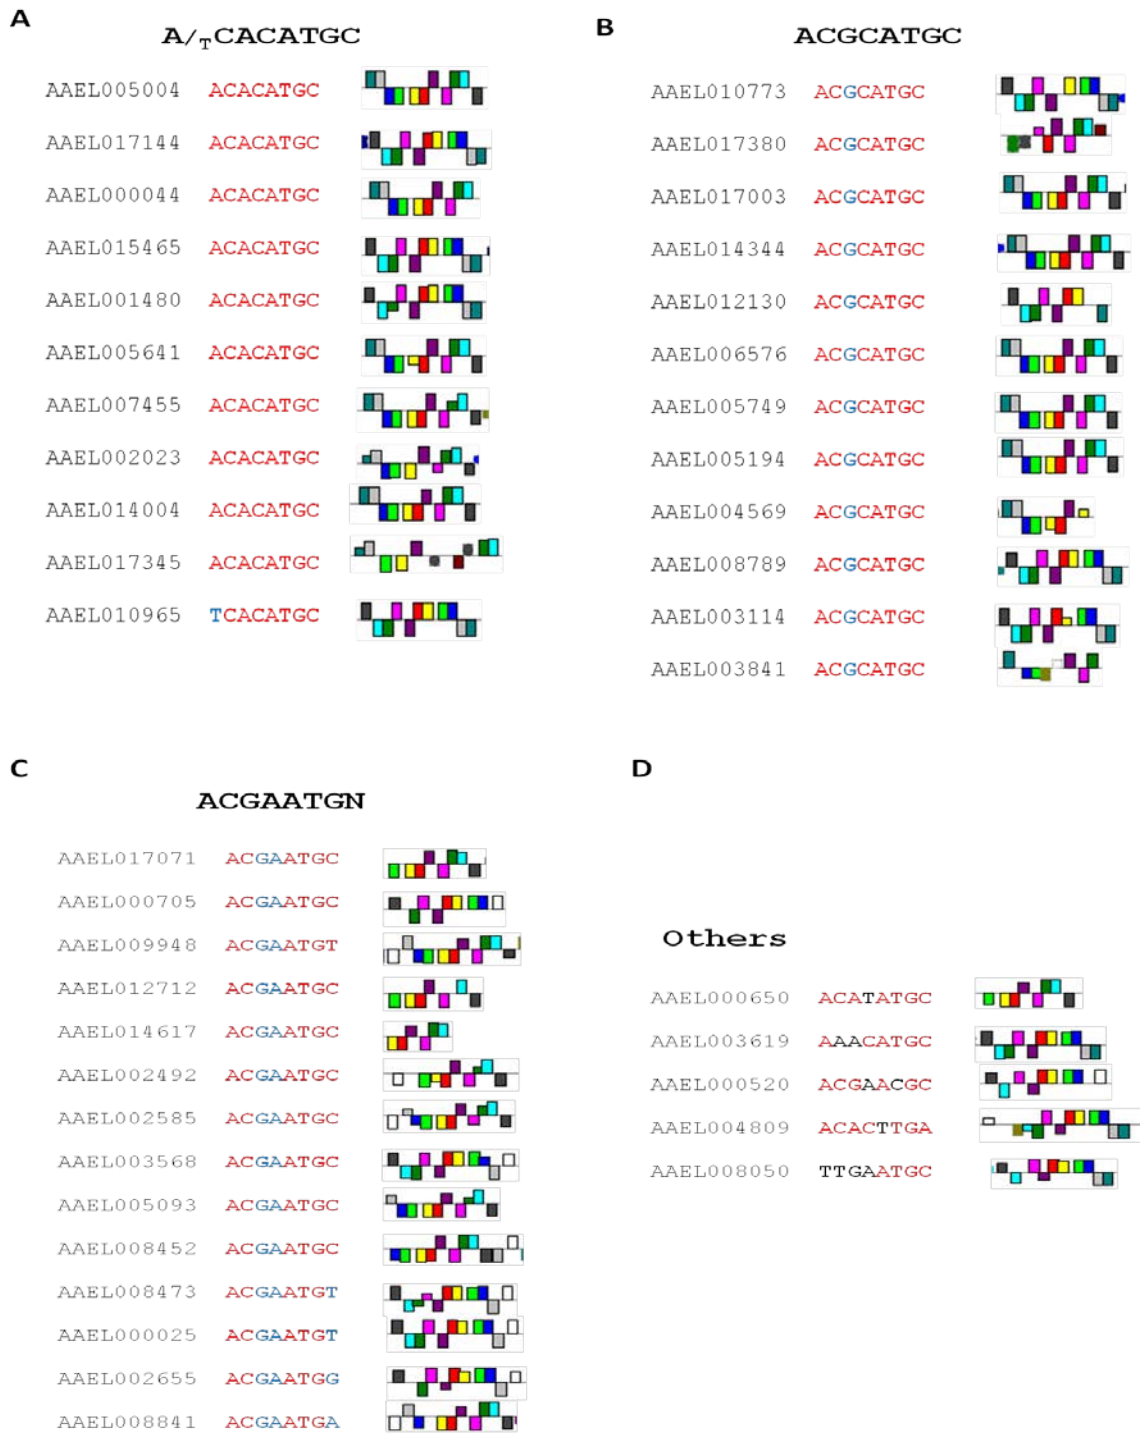 A
A/TCACATGC
AAEL005004 ACACATGC
AAEL017144 ACACATGC
AAEL000044 ACACATGC
AAEL015465 ACACATGC
AAEL001480 ACACATGC
AAEL005641 ACACATGC
AAEL007455 ACACATGC
AAEL002023 ACACATGC
AAEL014004 ACACATGC
AAEL017345 ACACATGC
AAEL010965 TCACATGC
B
ACGCATGC
AAEL010773 ACGCATGC
AAEL017380 ACGCATGC
AAEL017003 ACGCATGC
AAEL014344 ACGCATGC
AAEL012130 ACGCATGC
AAEL006576 ACGCATGC
AAEL005749 ACGCATGC
AAEL005194 ACGCATGC
AAEL004569 ACGCATGC
AAEL008789 ACGCATGC
AAEL003114 ACGCATGC
AAEL003841 ACGCATGC
C
ACGAATGN
AAEL017071 ACGAATGC
AAEL000705 ACGAATGC
AAEL009948 ACGAATGT
AAEL012712 ACGAATGC
AAEL014617 ACGAATGC
AAEL002492 ACGAATGC
AAEL002585 ACGAATGC
AAEL003568 ACGAATGC
AAEL005093 ACGAATGC
AAEL008452 ACGAATGC
AAEL008473 ACGAATGT
AAEL000025 ACGAATGT
AAEL002655 ACGAATGG
AAEL008841 ACGAATGA
D
Others
AAEL000650 ACATATGC
AAEL003619 AAACATGC
AAEL000520 ACGAACGC
AAEL004809 ACACTTGA
AAEL008050 TTGAATGC